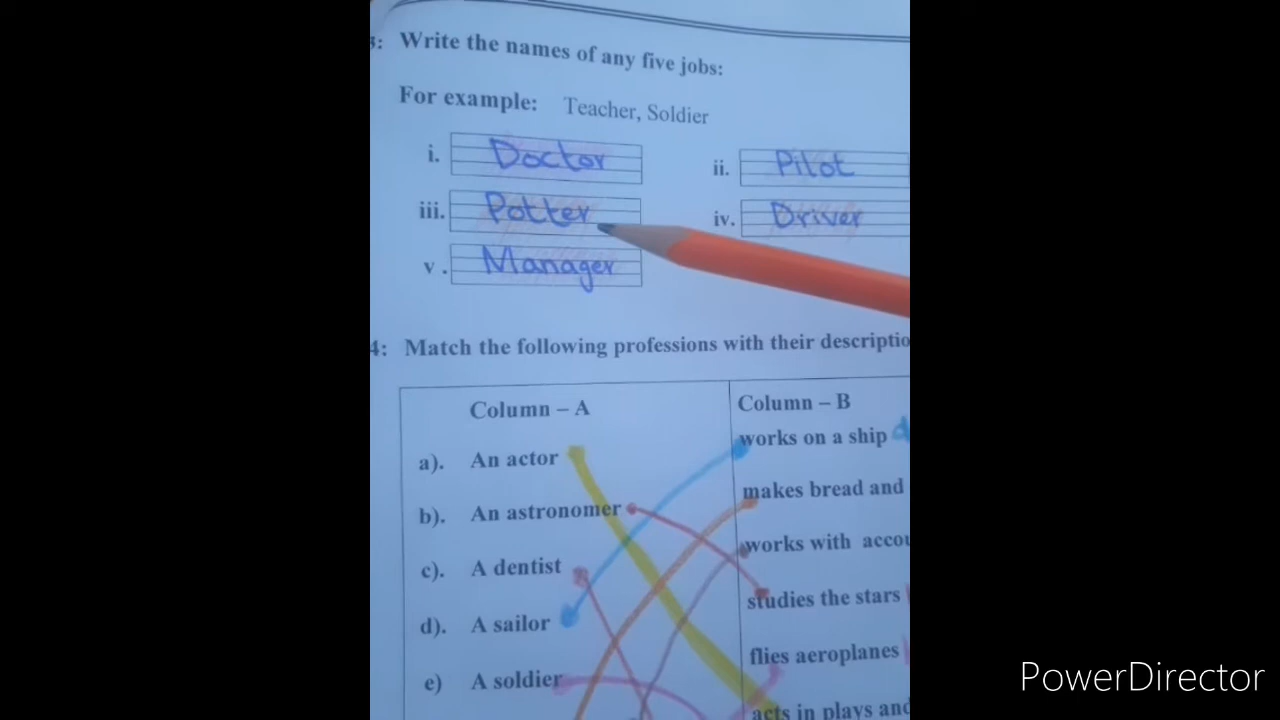 3: Write the names of any five jobs:
For example: Teacher, Soldier
i. Doctor ii. Pilot
iii. Potter iv. Driver
v. Manager
4: Match the following professions with their descriptio
Column – A Column – B
works on a ship d
a). An actor
makes bread and
b). An astronomer
works with accou
c). A dentist
studies the stars
d). A sailor
flies aeroplanes
e) A soldier
acts in plays and
PowerDirector